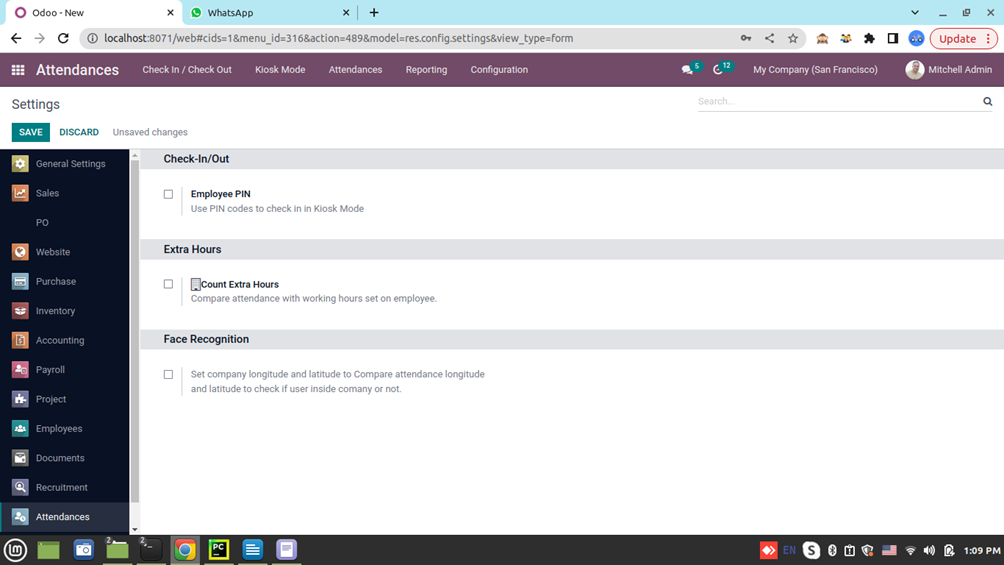 Odoo - New
WhatsApp
localhost:8071/web#cids=1&menu_id=316&action=489&model=res.config.settings&view_type=form
Update
Attendances
Check In / Check Out
Kiosk Mode
Attendances
Reporting
Configuration
5
12
My Company (San Francisco)
Mitchell Admin
Settings
Search...
SAVE
DISCARD
Unsaved changes
General Settings
Sales
PO
Website
Purchase
Inventory
Accounting
Payroll
Project
Employees
Documents
Recruitment
Attendances
Check-In/Out
Employee PIN
Use PIN codes to check in in Kiosk Mode
Extra Hours
Count Extra Hours
Compare attendance with working hours set on employee.
Face Recognition
Set company longitude and latitude to Compare attendance longitude
and latitude to check if user inside comany or not.
2
2
PC
EN
1:09 PM